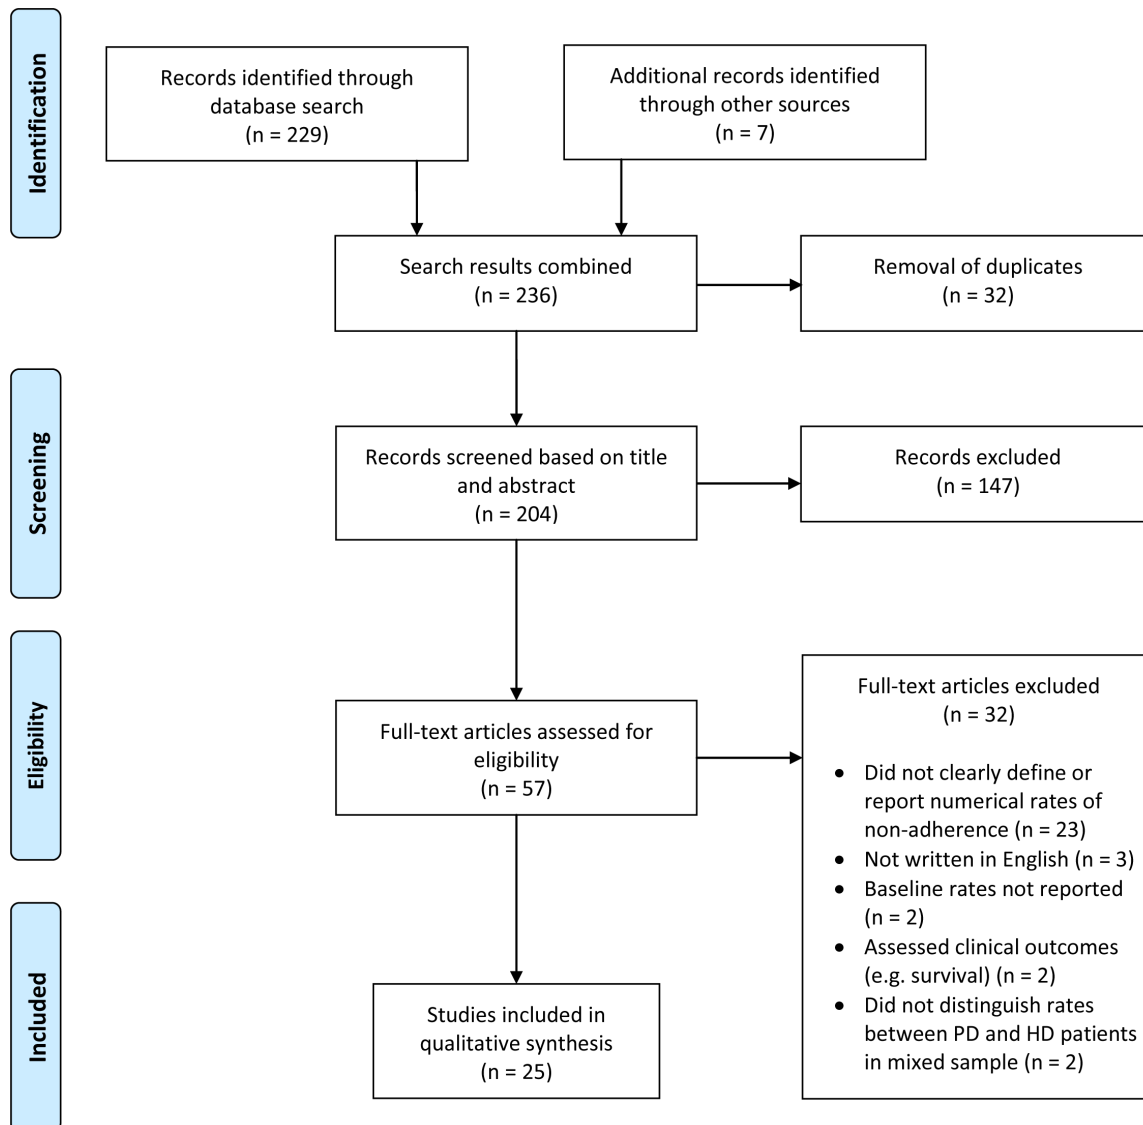 Identification
Records identified through
database search
(n = 229)
Additional records identified
through other sources
(n = 7)
Search results combined
(n = 236)
Removal of duplicates
(n = 32)
Screening
Records screened based on title
and abstract
(n = 204)
Records excluded
(n = 147)
Eligibility
Full-text articles assessed for
eligibility
(n = 57)
Full-text articles excluded
(n = 32)
• Did not clearly define or
report numerical rates of
non-adherence (n = 23)
• Not written in English (n = 3)
• Baseline rates not reported
(n = 2)
• Assessed clinical outcomes
(e.g. survival) (n = 2)
• Did not distinguish rates
between PD and HD patients
in mixed sample (n = 2)
Included
Studies included in
qualitative synthesis
(n = 25)